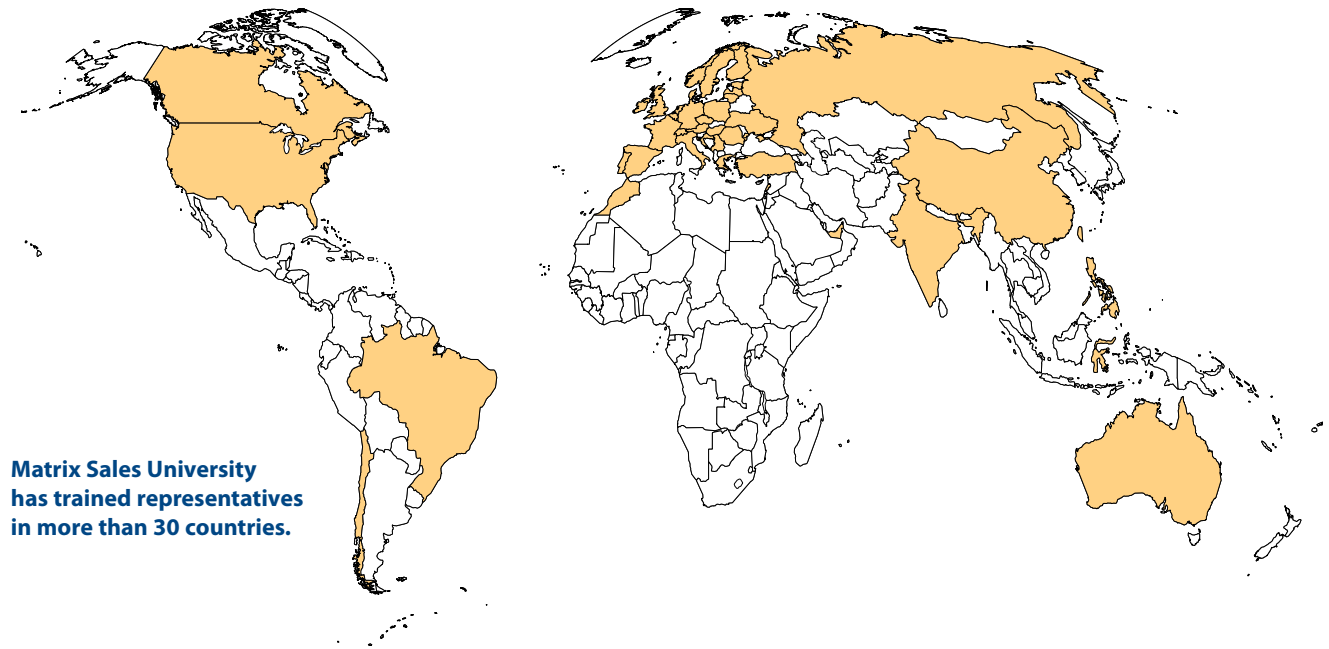 Matrix Sales University
has trained representatives
in more than 30 countries.